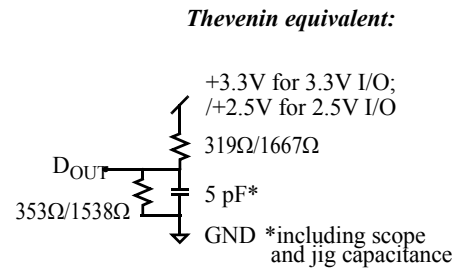 Thevenin equivalent:
+3.3V for 3.3V I/O;
/+2.5V for 2.5V I/O
319Ω/1667Ω
DOUT
5 pF*
353Ω/1538Ω
GND *including scope
and jig capacitance